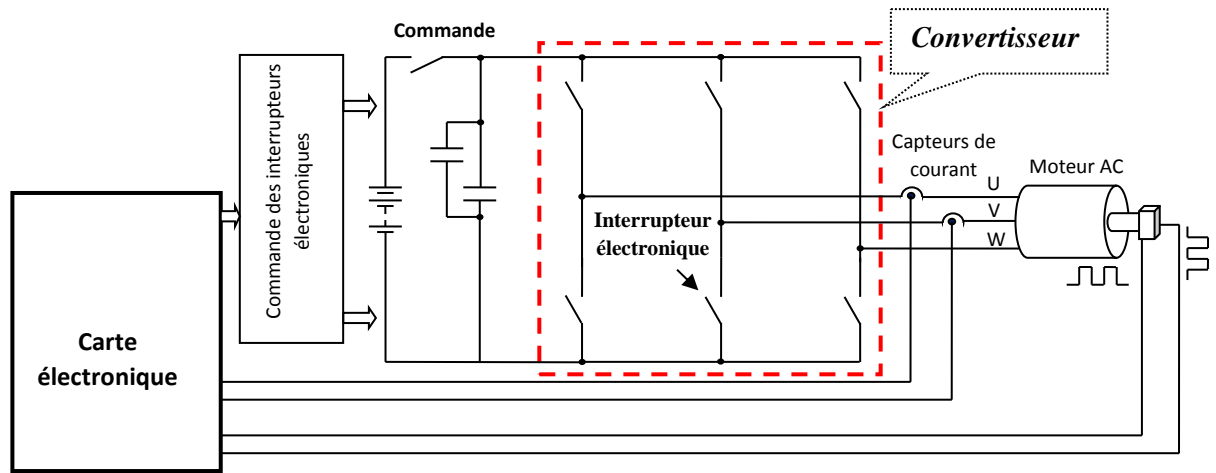 Commande
Convertisseur
Commande des interrupteurs
électroniques
Capteurs de
courant
Moteur AC
U
V
W
Interrupteur
électronique
Carte
électronique